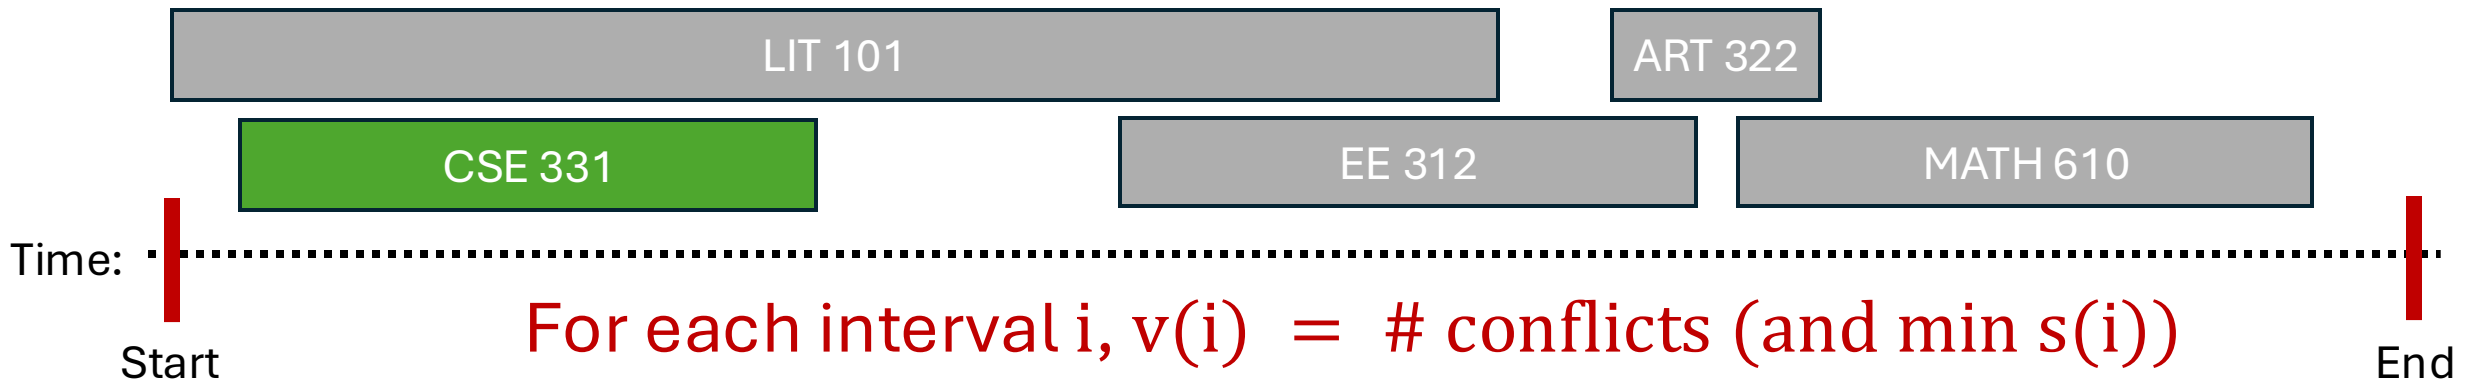 LIT 101
ART 322
CSE 331
EE 312
MATH 610
Time:
For each interval i, v(i) = # conflicts (and min s(i))
Start
End